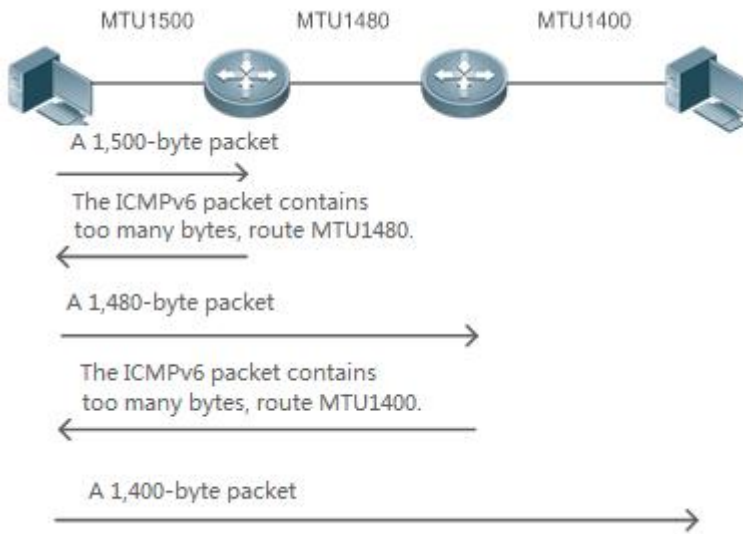 MTU1500 MTU1480 MTU1400
A 1,500-byte packet
The ICMPv6 packet contains
too many bytes, route MTU1480.
A 1,480-byte packet
The ICMPv6 packet contains
too many bytes, route MTU1400.
A 1,400-byte packet